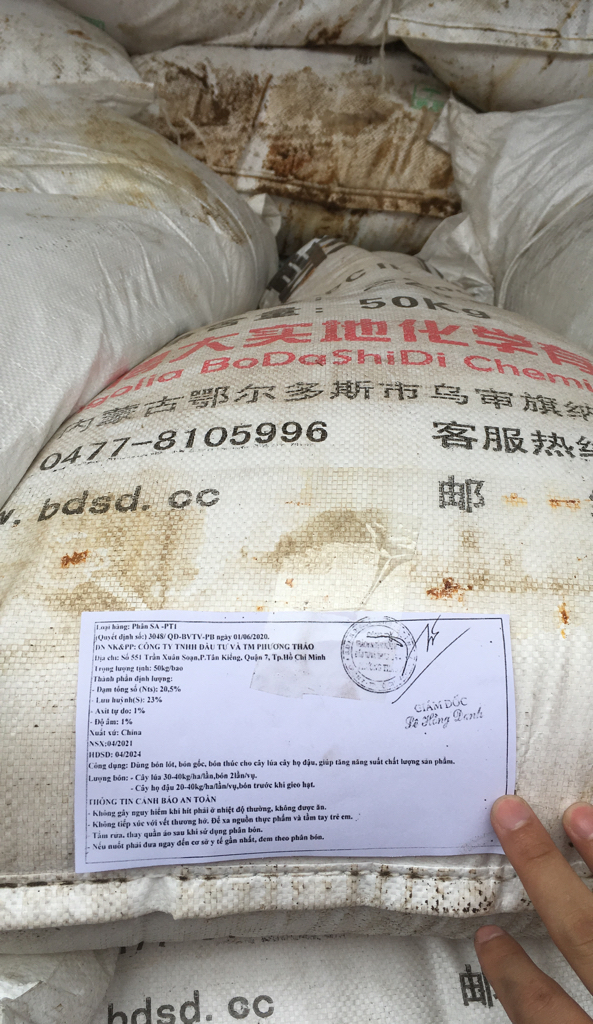 50Kg
大实地化学
golia BoDaShiDi Chemi
内蒙古鄂尔多斯市乌审旗纳
0477-8105996
客服热线
w. bdsd. cc
邮
Loại hàng: Phân SA -PT1
(Quyết định số:) 3048/ QĐ-BVTV-PB ngày 01/06/2020.
DN NK&PP: CÔNG TY TNHH ĐẦU TƯ VÀ TM PHƯƠNG THẢO
Địa chỉ: Số 551 Trần Xuân Soạn,P.Tân Kiểng, Quận 7, Tp.Hồ Chí Minh
Trọng lượng tịnh: 50kg/bao
Thành phần định lượng:
- Đạm tổng số (Nts): 20,5%
- Lưu huỳnh(S): 23%
- Axít tự do: 1%
- Độ ẩm: 1%
Xuất xứ: China
NSX:04/2021
HDSD: 04/2024
Công dụng: Dùng bón lót, bón gốc, bón thúc cho cây lúa cây họ đậu, giúp tăng năng suất chất lượng sản phẩm.
Lượng bón: - Cây lúa 30-40kg/ha/lần,bón 2lần/vụ.
- Cây họ đậu 20-40kg/ha/lần/vụ,bón trước khi gieo hạt.
THÔNG TIN CẢNH BÁO AN TOÀN
- Không gây nguy hiểm khi hít phải ở nhiệt độ thường, không được ăn.
- Không tiếp xúc với vết thương hở. Để xa nguồn thực phẩm và tầm tay trẻ em.
Tắm rửa, thay quần áo sau khi sử dụng phân bón.
- Nếu nuốt phải đưa ngay đến cơ sở y tế gần nhất, đem theo phân bón.
GIÁM ĐỐC
Lê Hồng Danh
bdsd. cc
邮